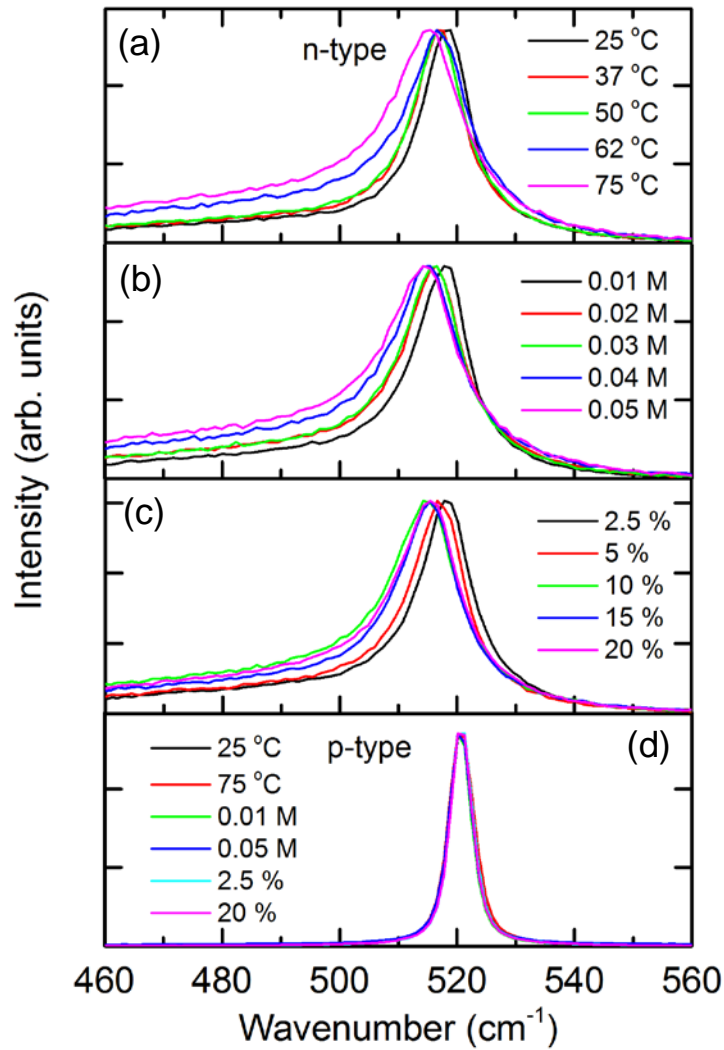 (a)
n-type
25 °C
37 °C
50 °C
62 °C
75 °C
(b)
0.01 M
0.02 M
0.03 M
0.04 M
0.05 M
(c)
2.5 %
5 %
10 %
15 %
20 %
(d)
p-type
25 °C
75 °C
0.01 M
0.05 M
2.5 %
20 %
Intensity (arb. units)
460 480 500 520 540 560
Wavenumber (cm⁻¹)